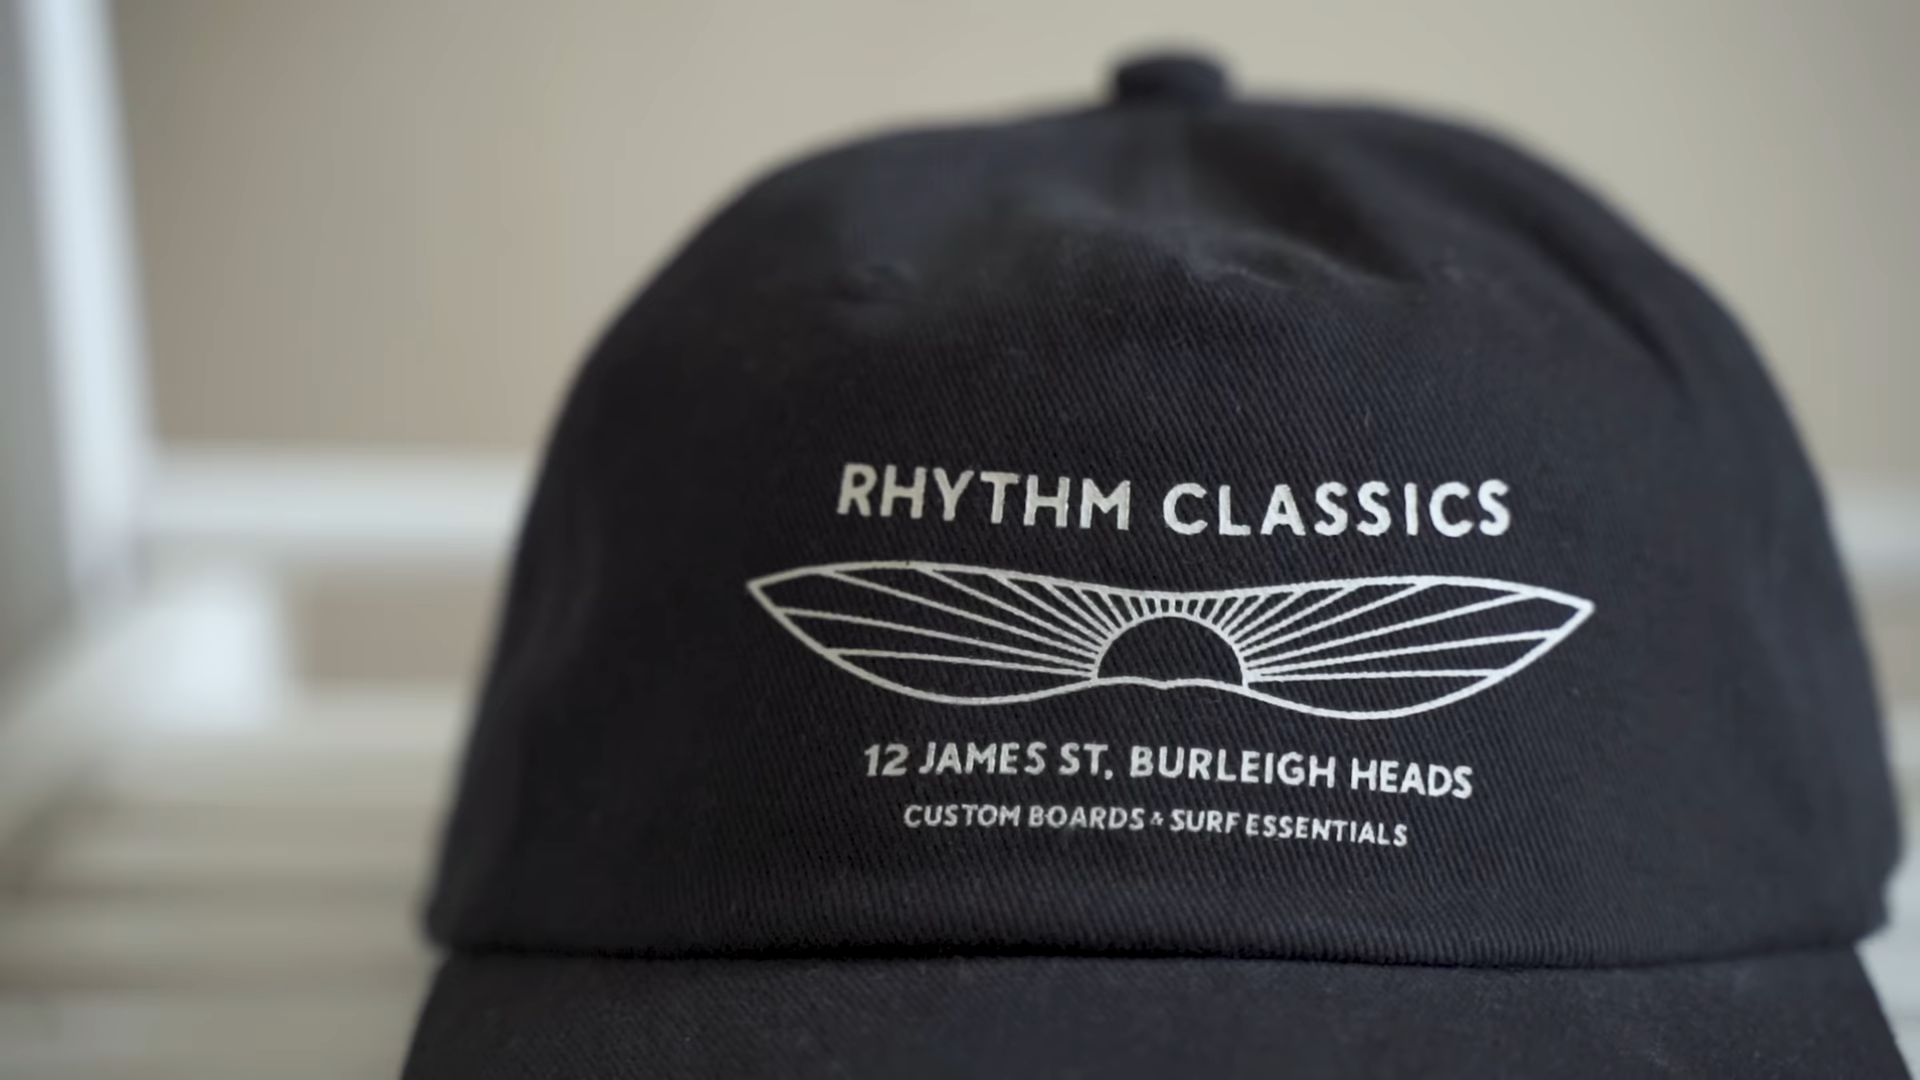 RHYTHM CLASSICS
12 JAMES ST, BURLEIGH HEADS
CUSTOM BOARDS & SURF ESSENTIALS